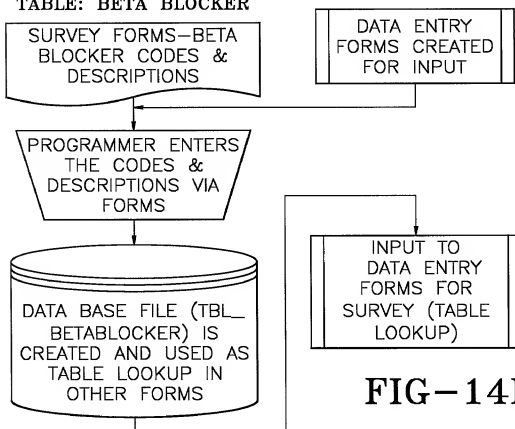 TABLE: BETA BLOCKER
SURVEY FORMS–BETA
BLOCKER CODES &
DESCRIPTIONS
DATA ENTRY
FORMS CREATED
FOR INPUT
PROGRAMMER ENTERS
THE CODES &
DESCRIPTIONS VIA
FORMS
DATA BASE FILE (TBL_
BETABLOCKER) IS
CREATED AND USED AS
TABLE LOOKUP IN
OTHER FORMS
INPUT TO
DATA ENTRY
FORMS FOR
SURVEY (TABLE
LOOKUP)
FIG–14